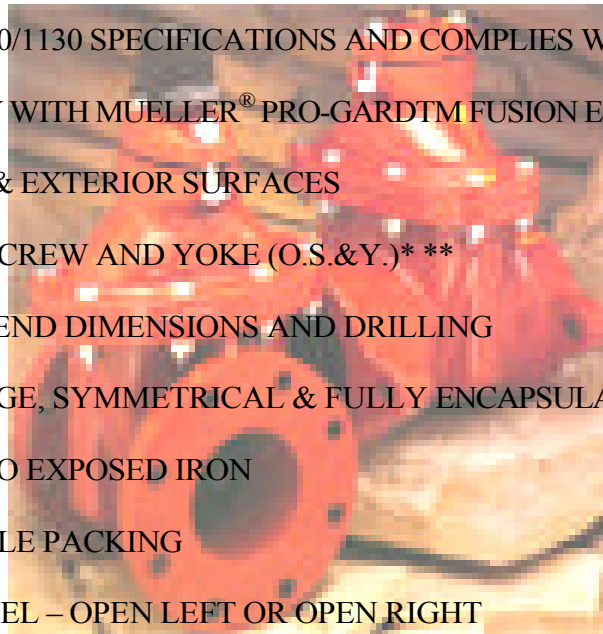 0/1130 SPECIFICATIONS AND COMPLIES W
WITH MUELLER® PRO-GARDTM FUSION E
& EXTERIOR SURFACES
CREW AND YOKE (O.S.&Y.)* **
END DIMENSIONS AND DRILLING
GE, SYMMETRICAL & FULLY ENCAPSULA
O EXPOSED IRON
LE PACKING
EL – OPEN LEFT OR OPEN RIGHT